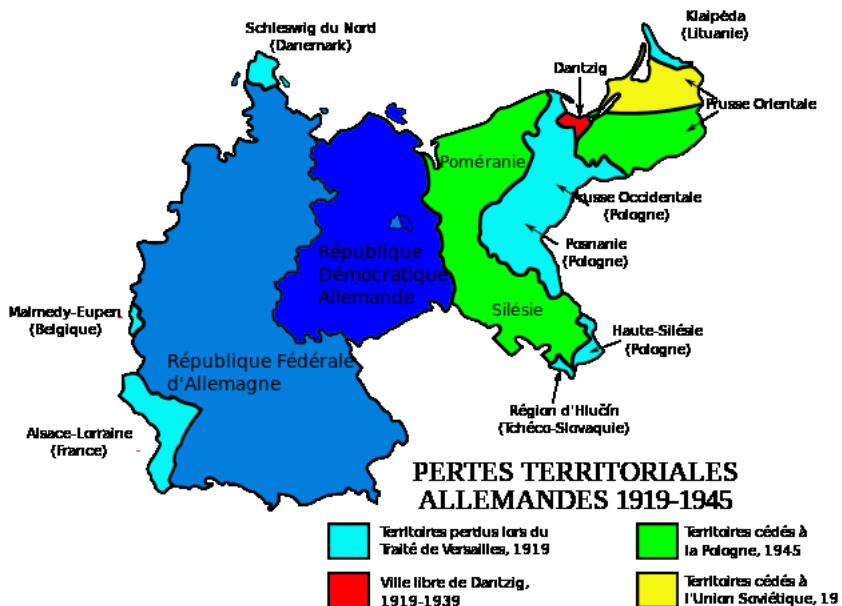 Schleswig du Nord
(Danemark)
Klaipéda
(Lituanie)
Dantzig
Prusse Orientale
Poméranie
Prusse Occidentale
(Pologne)
Posnanie
(Pologne)
République
Démocratique
Allemande
Malmedy-Eupen
(Belgique)
Silésie
Haute-Silésie
(Pologne)
République Fédérale
d'Allemagne
Région d'Hlučín
(Tchéco-Slovaquie)
Alsace-Lorraine
(France)
PERTES TERRITORIALES
ALLEMANDES 1919-1945
Territoires perdus lors du
Traité de Versailles, 1919
Territoires cédés à
la Pologne, 1945
Ville libre de Dantzig,
1919-1939
Territoires cédés à
l'Union Soviétique, 19